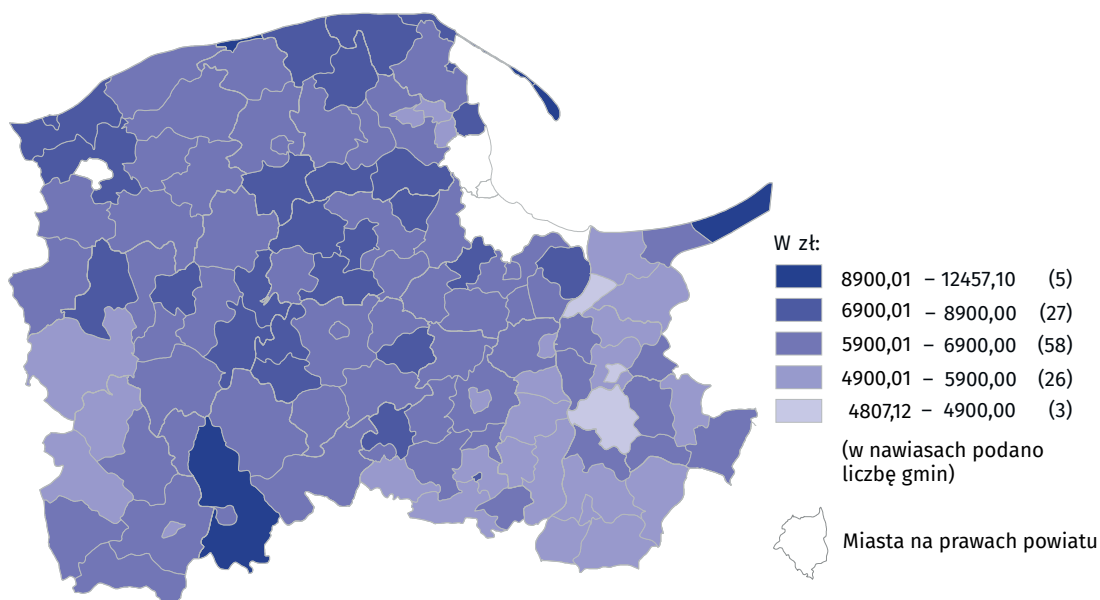 W zł:
8900,01 – 12457,10 (5)
6900,01 – 8900,00 (27)
5900,01 – 6900,00 (58)
4900,01 – 5900,00 (26)
4807,12 – 4900,00 (3)
(w nawiasach podano
liczbę gmin)
Miasta na prawach powiatu